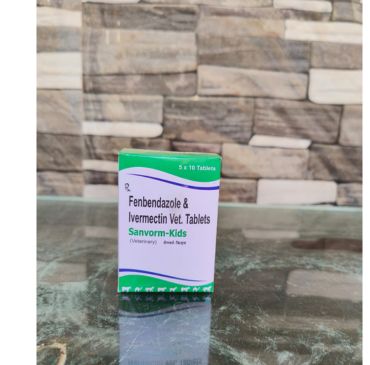 5 x 10 Tablets
Fenbendazole &
Ivermectin Vet. Tablets
Sanvorm-Kids
(Veterinary)